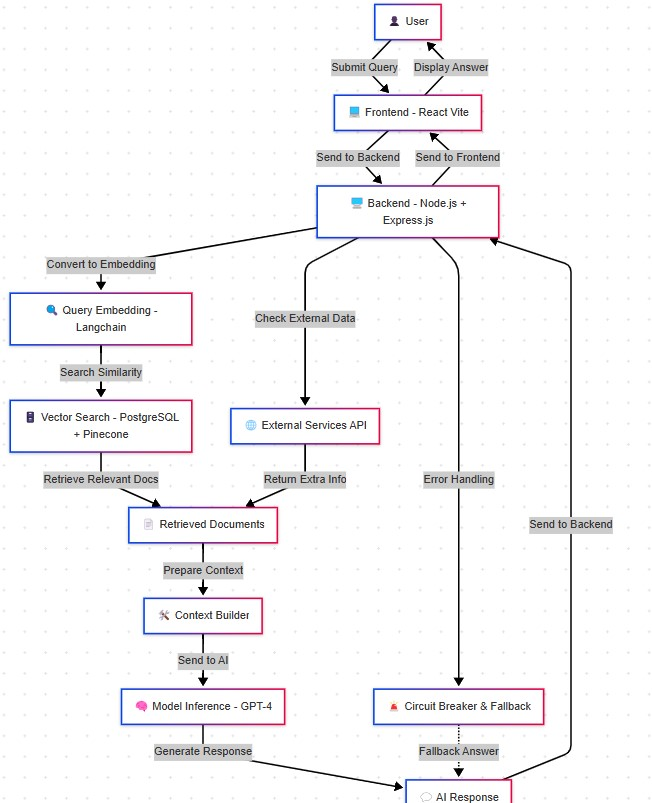 User
Submit Query
Display Answer
Frontend - React Vite
Send to Backend
Send to Frontend
Backend - Node.js +
Express.js
Convert to Embedding
Query Embedding -
Langchain
Check External Data
Search Similarity
Vector Search - PostgreSQL
+ Pinecone
External Services API
Retrieve Relevant Docs
Return Extra Info
Error Handling
Send to Backend
Retrieved Documents
Prepare Context
Context Builder
Send to AI
Model Inference - GPT-4
Circuit Breaker & Fallback
Generate Response
Fallback Answer
AI Response